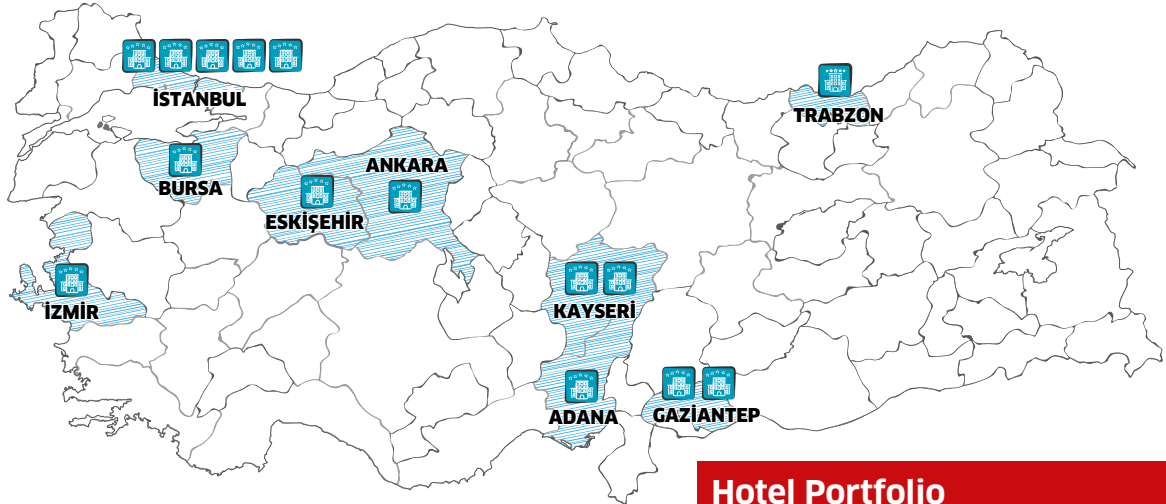 İSTANBUL
TRABZON
BURSA
ANKARA
ESKİŞEHİR
İZMİR
KAYSERİ
ADANA
GAZİANTEP
Hotel Portfolio